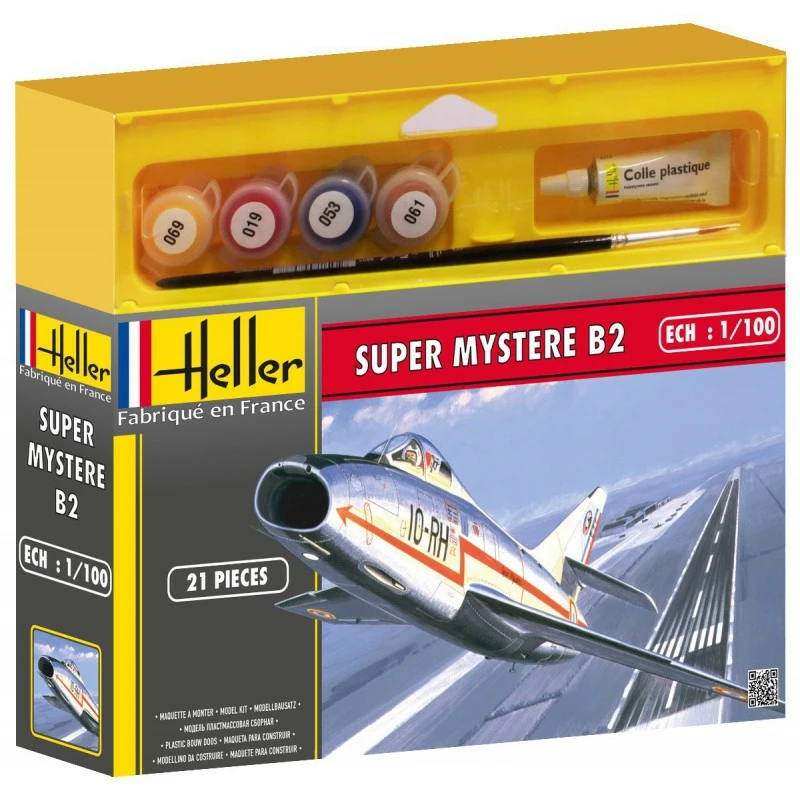 069
019
053
061
Heller
Colle plastique
Heller
Fabriqué en France
SUPER MYSTERE B2
ECH : 1/100
10-RH
21 PIECES
• MAQUETTE A MONTER • MODEL KIT • MODELLBAUSATZ •
• МОДЕЛЬ ПЛАСТМАССОВАЯ СБОРНАЯ •
• PLASTIC BOUW DOOS • MAQUETA PARA CONSTRUIR •
• MODELLINO DA COSTRUIRE • MAQUETE PARA CONSTRUIR •
Heller
Fabriqué en France
SUPER
MYSTERE
B2
ECH : 1/100